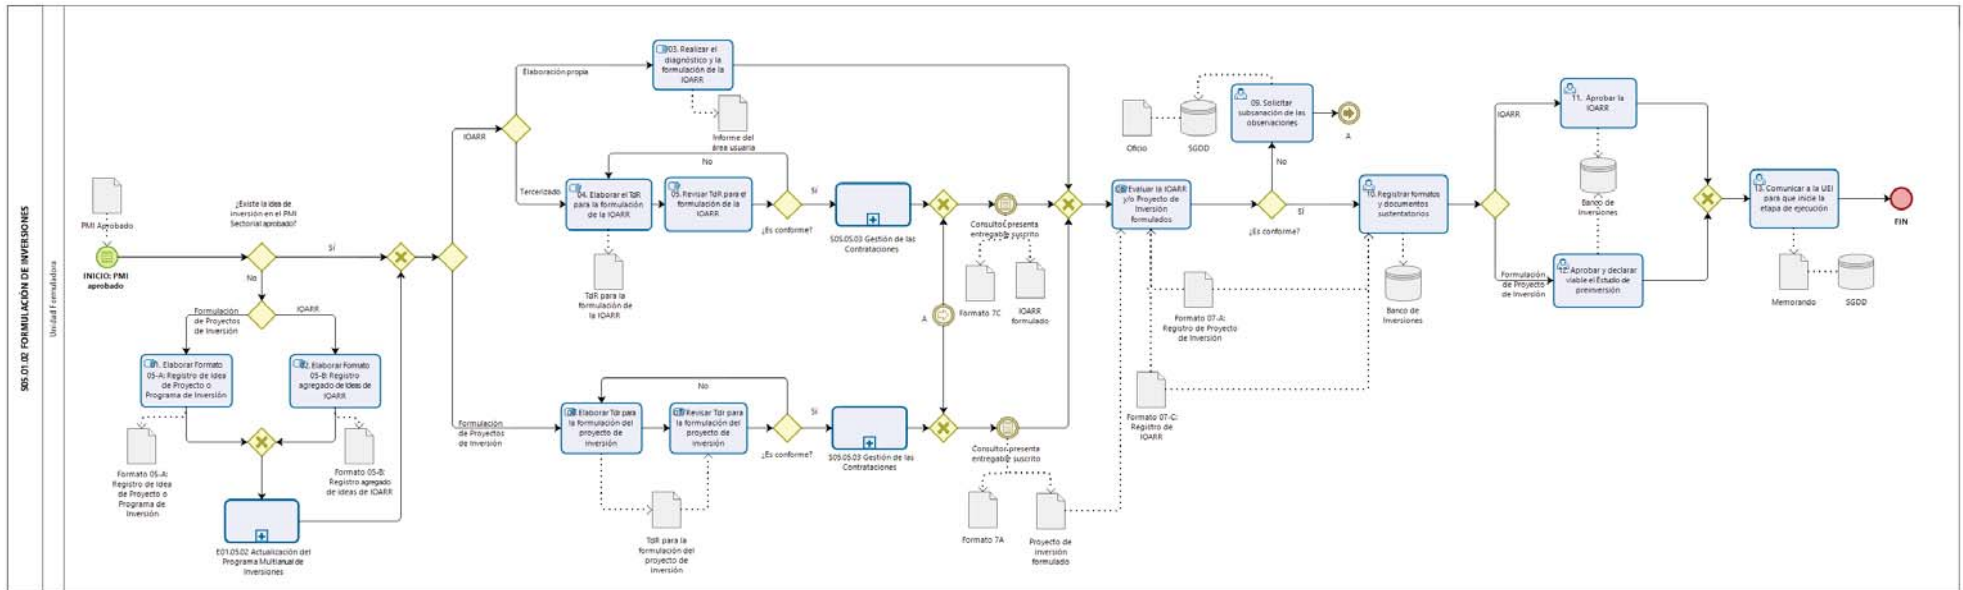 S05.01.02 FORMULACIÓN DE INVERSIONES
Unidad Formuladora
PMI Aprobado
INICIO: PMI
aprobado
¿Existe la idea de
inversión en el PMI
Sectorial aprobado?
Sí
No
Formulación
de Proyectos
de Inversión
IOARR
01. Elaborar Formato
05-A: Registro de Idea
de Proyecto o
Programa de Inversión
02. Elaborar Formato
05-B: Registro
agregado de Ideas de
IOARR
Formato 05-A:
Registro de Idea
de Proyecto o
Programa de
Inversión
Formato 05-B:
Registro agregado
de ideas de IOARR
E01.05.02 Actualización del
Programa Multianual de
Inversiones
IOARR
Elaboración propia
03. Realizar el
diagnóstico y la
formulación de la
IOARR
Informe del
área usuaria
No
Tercerizado
04. Elaborar el TdR
para la formulación
de la IOARR
05. Revisar TdR para el
formulación de la
IOARR
Sí
¿Es conforme?
S05.05.03 Gestión de las
Contrataciones
TdR para la
formulación de
la IOARR
Consultor presenta
entregable suscrito
Formato 7C
IOARR
formulado
A
Formulación
de Proyectos
de Inversión
No
Elaborar Tdr para
la formulación del
proyecto de
inversión
Revisar Tdr para
la formulación del
proyecto de
inversión
Sí
¿Es conforme?
S05.05.03 Gestión de las
Contrataciones
TdR para la
formulación del
proyecto de
inversión
Consultor presenta
entregable suscrito
Formato 7A
Proyecto de
inversión
formulado
Evaluar la IOARR
y/o Proyecto de
Inversión
formulados
Oficio
SGDD
09. Solicitar
subsanación de las
observaciones
A
No
Sí
¿Es conforme?
Formato 07-A:
Registro de Proyecto
de Inversión
Formato 07-C:
Registro de
IOARR
10. Registrar formatos
y documentos
sustentatorios
Banco de
Inversiones
IOARR
11. Aprobar la
IOARR
Banco de
Inversiones
Formulación
de Proyecto
de Inversión
12. Aprobar y declarar
viable el Estudio de
preinversión
13. Comunicar a la UEI
para que inicie la
etapa de ejecución
FIN
Memorando
SGDD